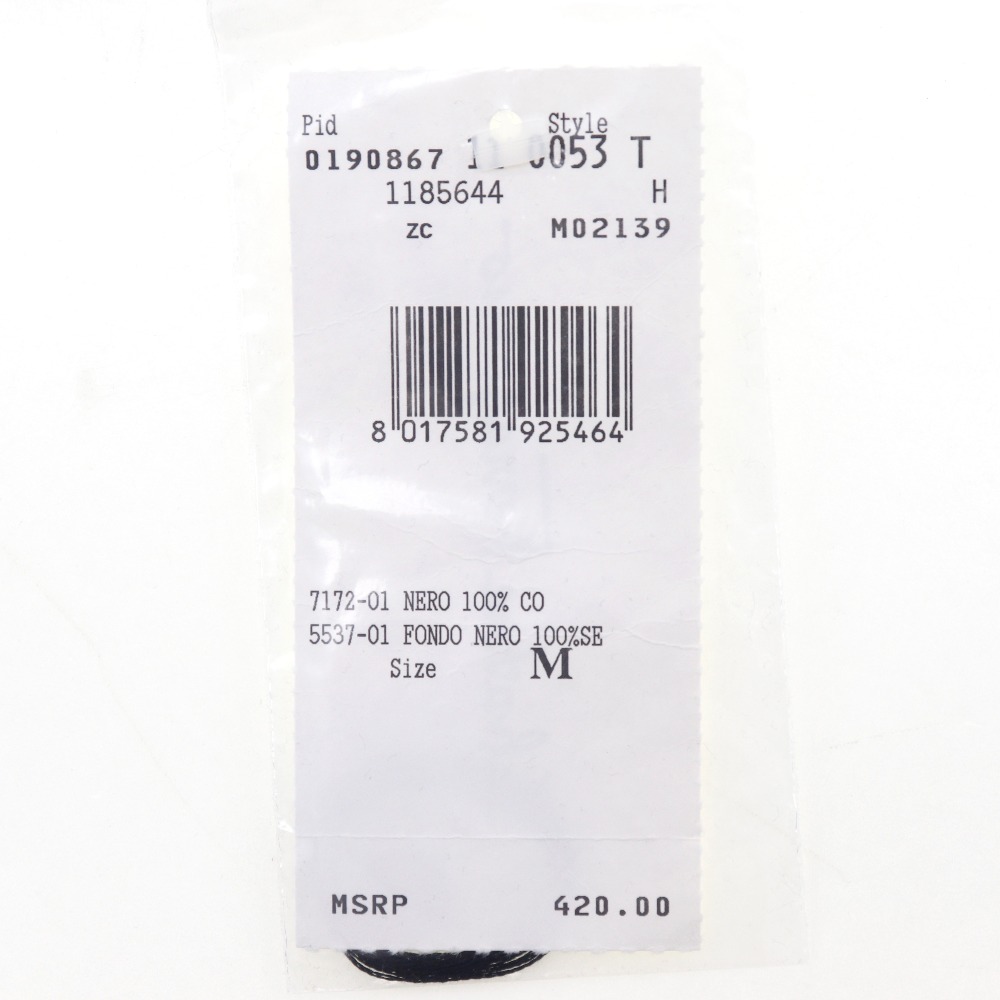 Pid Style
0190867 0053 T
1185644 H
ZC M02139
8 017581 925464
7172-01 NERO 100% CO
5537-01 FONDO NERO 100%SE
Size M
MSRP 420.00